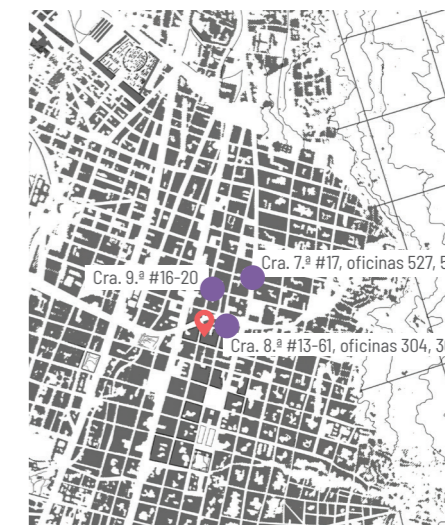 Cra. 7.ª #17, oficinas 527, 5
Cra. 9.ª #16-20
Cra. 8.ª #13-61, oficinas 304, 3